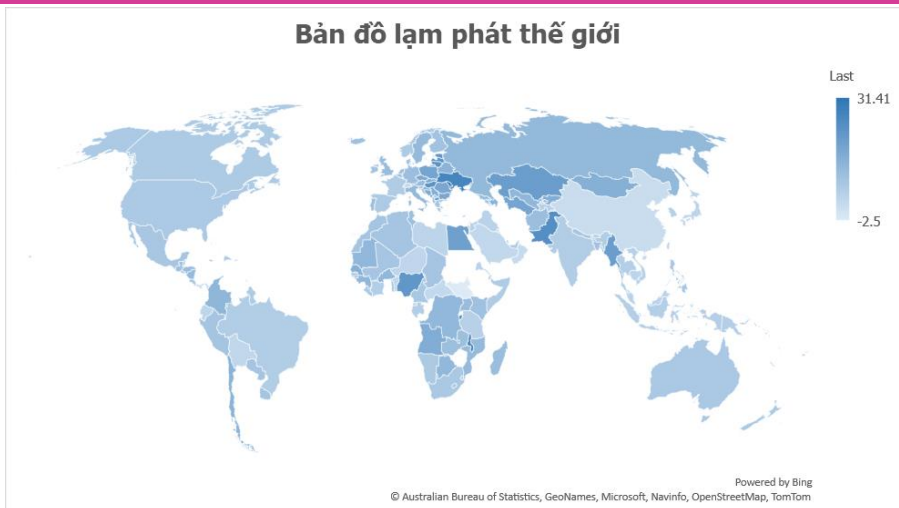 Bản đồ lạm phát thế giới
Last
31.41
-2.5
Powered by Bing
© Australian Bureau of Statistics, GeoNames, Microsoft, Navinfo, OpenStreetMap, TomTom